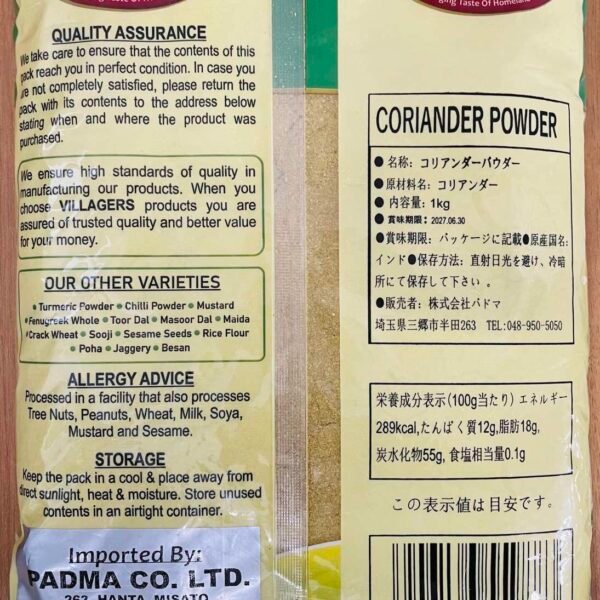 QUALITY ASSURANCE
We take care to ensure that the contents of this
pack reach you in perfect condition. In case you
are not completely satisfied, please return the
pack with its contents to the address below
stating when and where the product was
purchased.
We ensure high standards of quality in
manufacturing our products. When you
choose VILLAGERS products you are
assured of trusted quality and better value
for your money.
OUR OTHER VARIETIES
• Turmeric Powder • Chilli Powder • Mustard
• Fenugreek Whole • Toor Dal • Masoor Dal • Maida
• Crack Wheat • Sooji • Sesame Seeds • Rice Flour
• Poha • Jaggery • Besan
ALLERGY ADVICE
Processed in a facility that also processes
Tree Nuts, Peanuts, Wheat, Milk, Soya,
Mustard and Sesame.
STORAGE
Keep the pack in a cool & place away from
direct sunlight, heat & moisture. Store unused
contents in an airtight container.
Imported By:
PADMA CO. LTD.
263, HANTA, MISATO
Taste Of Homeland
CORIANDER POWDER
●名称: コリアンダーパウダー
●原材料名: コリアンダー
●内容量: 1kg
●賞味期限: 2027.06.30
●賞味期限: パッケージに記載●原産国名:
インド●保存方法: 直射日光を避け、冷暗
所にて保存して下さい 。
●販売者: 株式会社パドマ
埼玉県三郷市半田263 TEL:048-950-5050
栄養成分表示(100g当たり) エネルギー
289kcal,たんぱく質12g,脂肪18g,
炭水化物55g, 食塩相当量0.1g
この表示値は目安です。